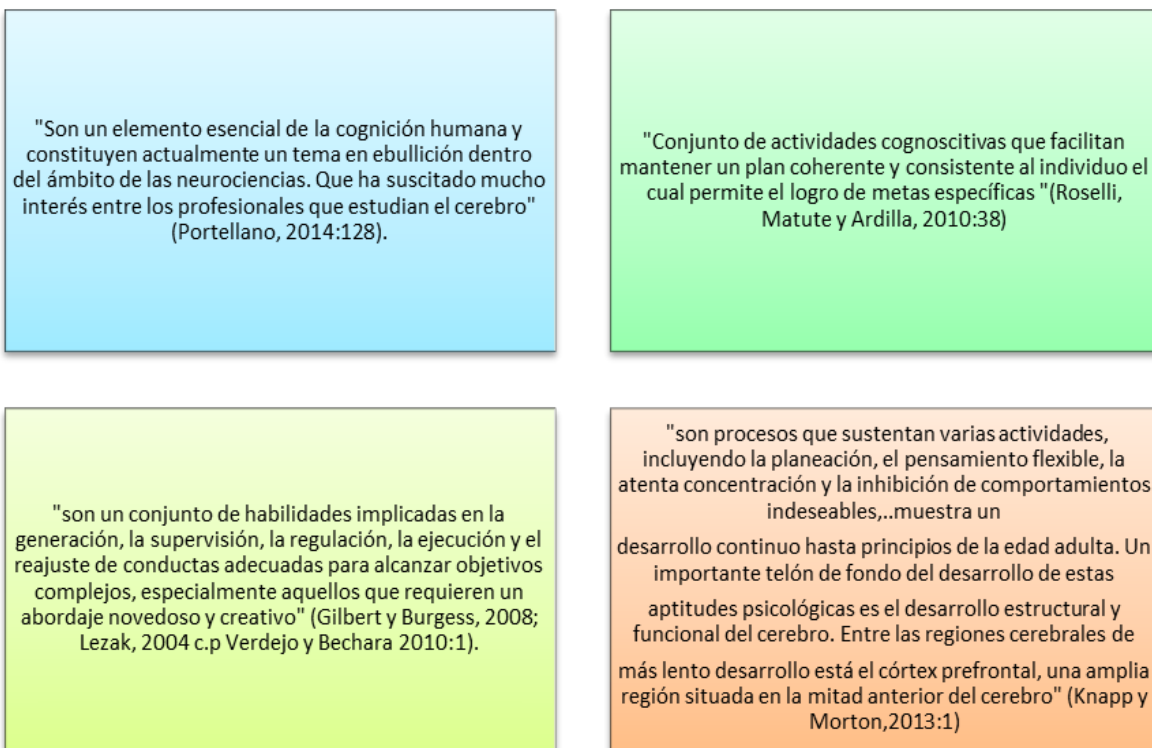 "Son un elemento esencial de la cognición humana y
constituyen actualmente un tema en ebullición dentro
del ámbito de las neurociencias. Que ha suscitado mucho
interés entre los profesionales que estudian el cerebro"
(Portellano, 2014:128).
"Conjunto de actividades cognoscitivas que facilitan
mantener un plan coherente y consistente al individuo el
cual permite el logro de metas específicas "(Roselli,
Matute y Ardilla, 2010:38)
"son un conjunto de habilidades implicadas en la
generación, la supervisión, la regulación, la ejecución y el
reajuste de conductas adecuadas para alcanzar objetivos
complejos, especialmente aquellos que requieren un
abordaje novedoso y creativo" (Gilbert y Burgess, 2008;
Lezak, 2004 c.p Verdejo y Bechara 2010:1).
"son procesos que sustentan varias actividades,
incluyendo la planeación, el pensamiento flexible, la
atenta concentración y la inhibición de comportamientos
indeseables,..muestra un
desarrollo continuo hasta principios de la edad adulta. Un
importante telón de fondo del desarrollo de estas
aptitudes psicológicas es el desarrollo estructural y
funcional del cerebro. Entre las regiones cerebrales de
más lento desarrollo está el córtex prefrontal, una amplia
región situada en la mitad anterior del cerebro" (Knapp y
Morton,2013:1)